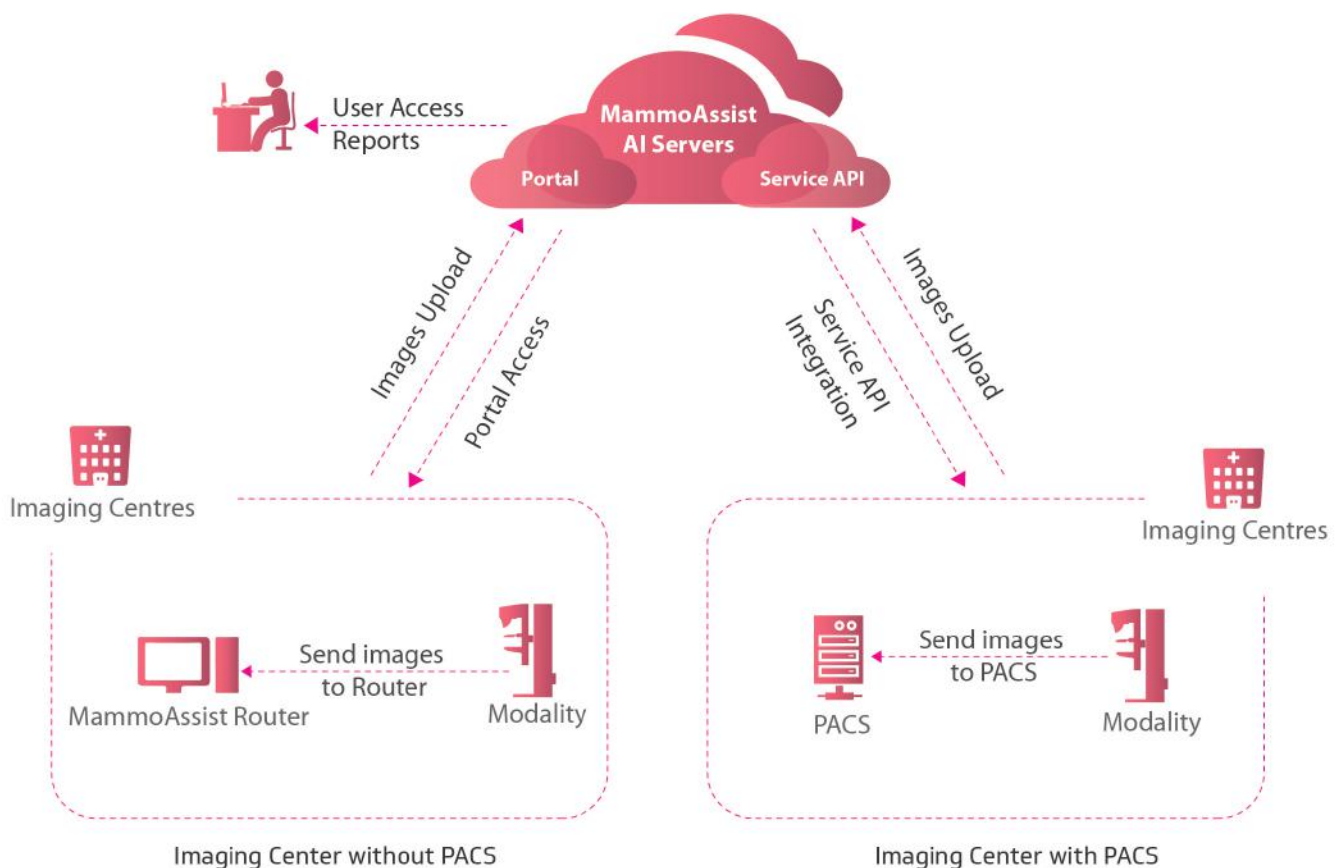 MammoAssist
AI Servers
Portal
Service API
User Access
Reports
Images Upload
Portal Access
Service API
Integration
Images Upload
Imaging Centres
Imaging Centres
Send images
to Router
MammoAssist Router
Modality
Send images
to PACS
PACS
Modality
Imaging Center without PACS
Imaging Center with PACS